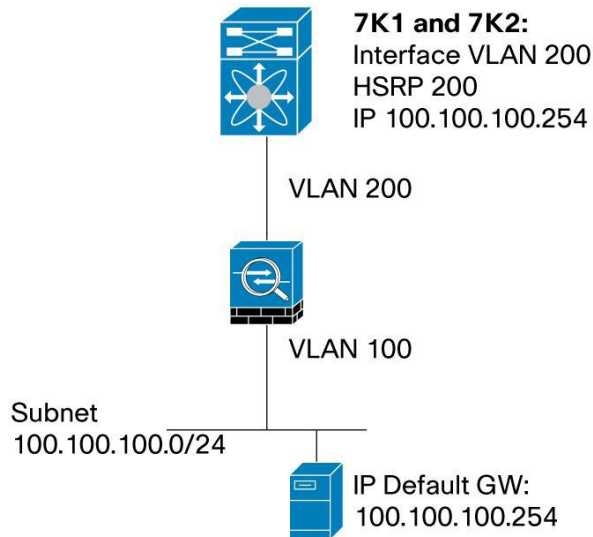 7K1 and 7K2:
Interface VLAN 200
HSRP 200
IP 100.100.100.254
VLAN 200
VLAN 100
Subnet
100.100.100.0/24
IP Default GW:
100.100.100.254